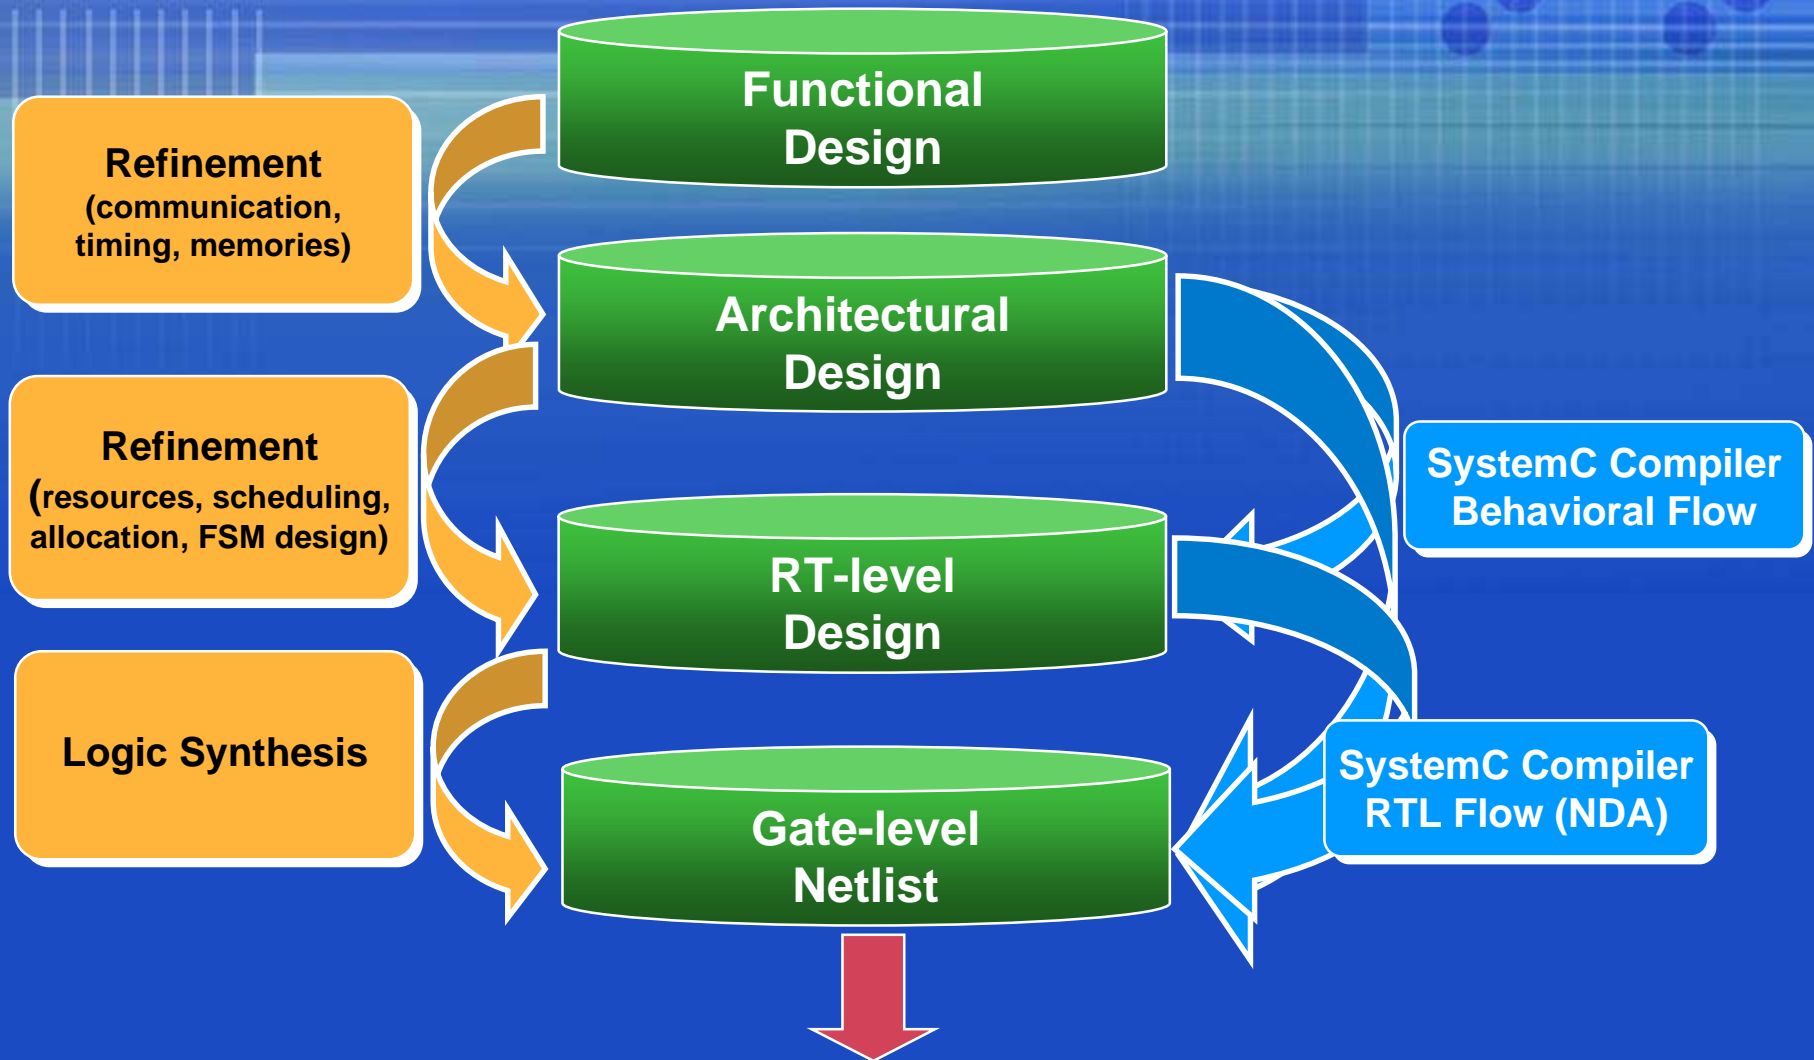 Functional
Design
Refinement
(communication,
timing, memories)
Architectural
Design
Refinement
(resources, scheduling,
allocation, FSM design)
SystemC Compiler
Behavioral Flow
RT-level
Design
Logic Synthesis
SystemC Compiler
RTL Flow (NDA)
Gate-level
Netlist